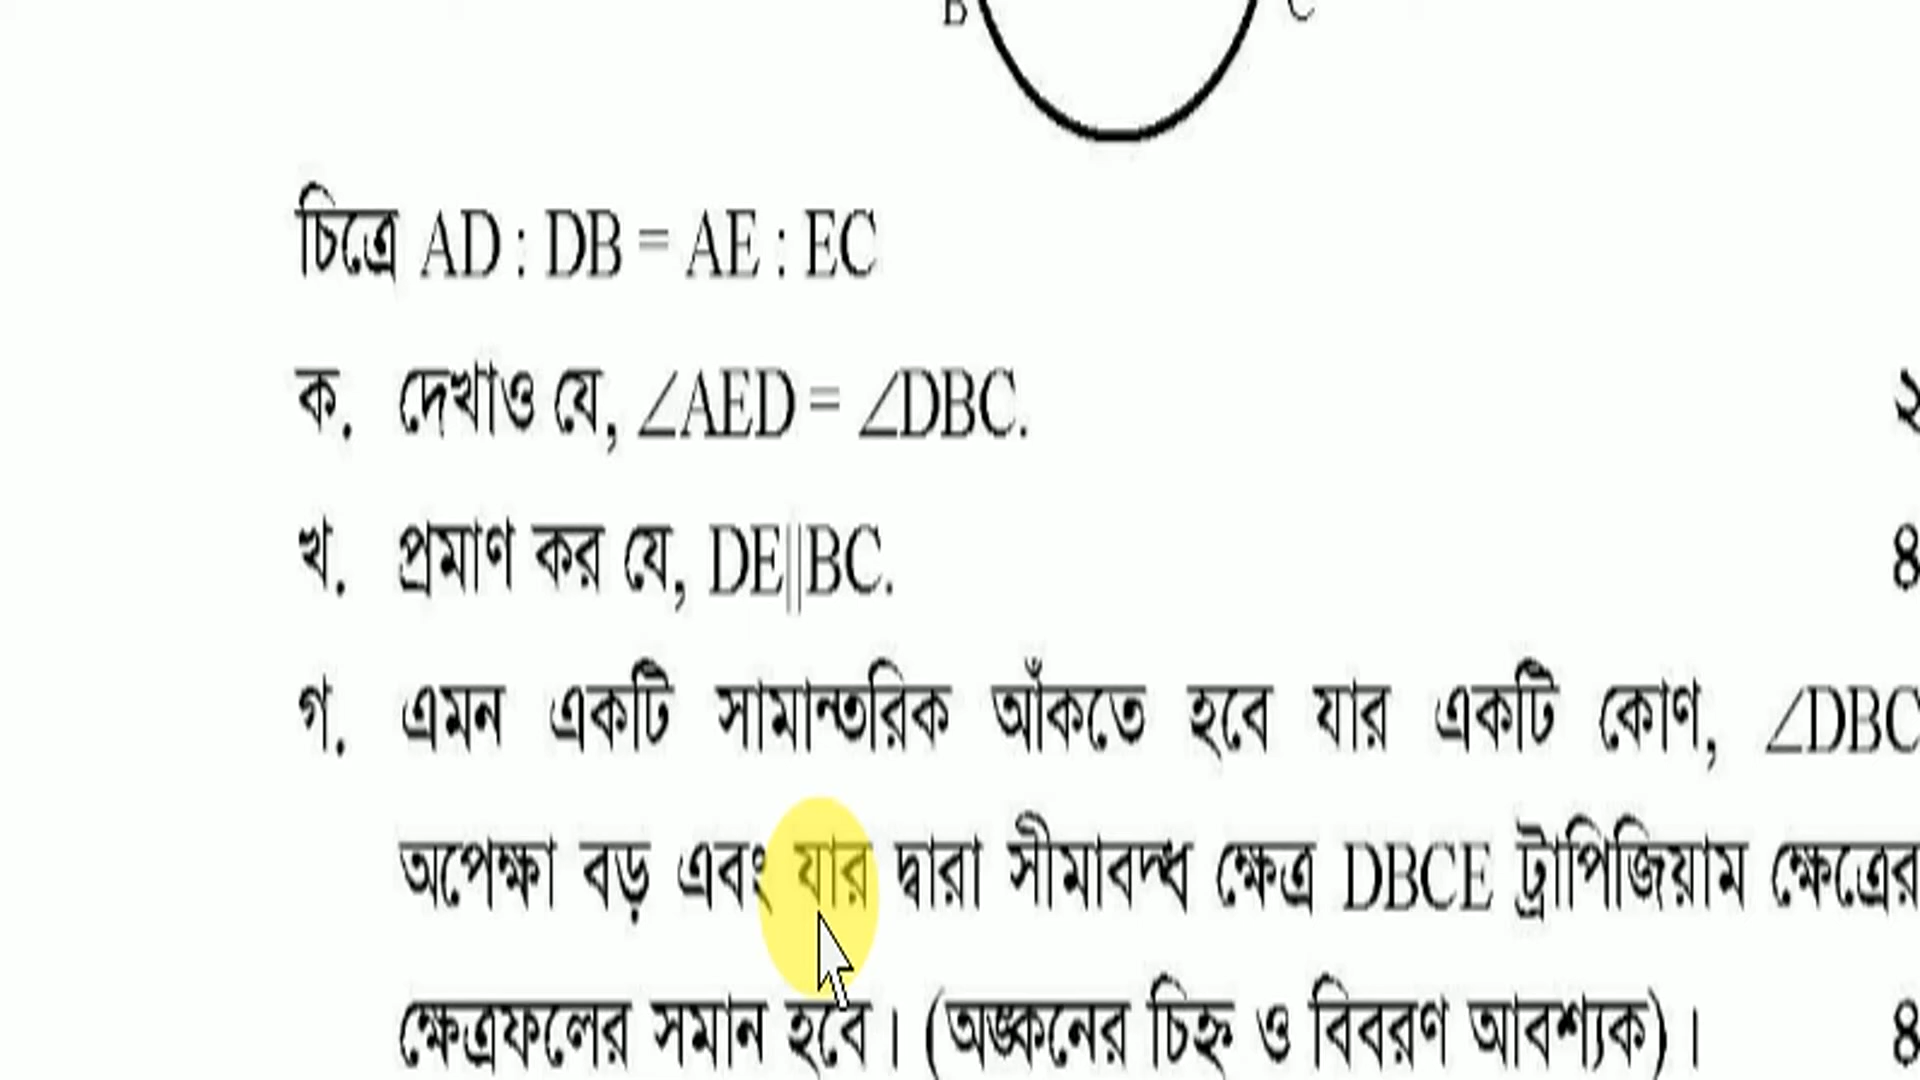 B C
চিত্রে AD : DB = AE : EC
ক. দেখাও যে, ∠AED = ∠DBC. ২
খ. প্রমাণ কর যে, DE||BC. ৪
গ. এমন একটি সামান্তরিক আঁকতে হবে যার একটি কোণ, ∠DBC
অপেক্ষা বড় এবং যার দ্বারা সীমাবদ্ধ ক্ষেত্র DBCE ট্রাপিজিয়াম ক্ষেত্রের
ক্ষেত্রফলের সমান হবে। (অঙ্কনের চিহ্ন ও বিবরণ আবশ্যক)। ৪